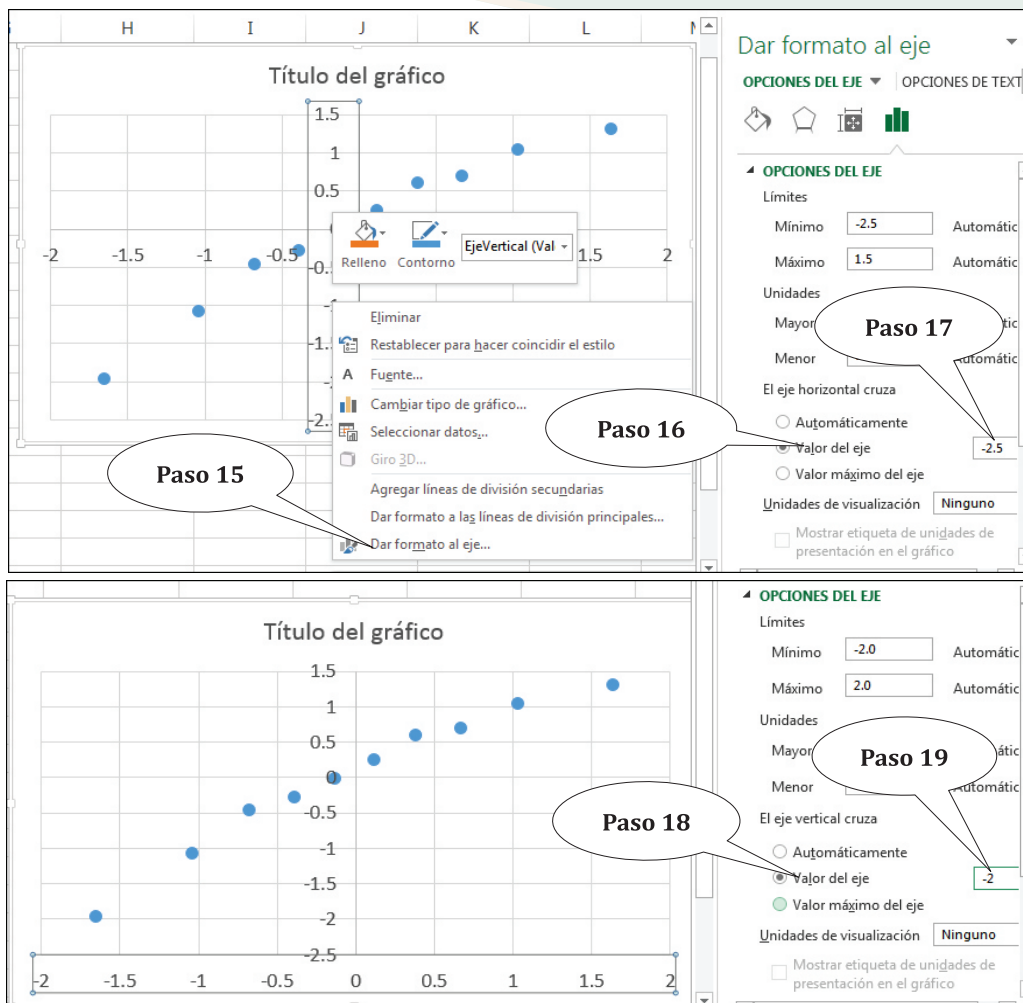 H I J K L
Título del gráfico
1.5
1
0.5
-2 -1.5 -1 -0.5 -0. 1.5 2
-1.
-2.
Relleno Contorno EjeVertical (Val
Eliminar
Restablecer para hacer coincidir el estilo
A Fuente...
Cambiar tipo de gráfico...
Seleccionar datos...
Giro 3D...
Agregar líneas de división secundarias
Dar formato a las líneas de división principales...
Dar formato al eje...
Paso 15
Paso 16
Paso 17
Dar formato al eje
OPCIONES DEL EJE OPCIONES DE TEXT
OPCIONES DEL EJE
Límites
Mínimo -2.5 Automátic
Máximo 1.5 Automátic
Unidades
Mayor tic
Menor utomátic
El eje horizontal cruza
Automáticamente
Valor del eje -2.5
Valor máximo del eje
Unidades de visualización Ninguno
Mostrar etiqueta de unidades de
presentación en el gráfico
Título del gráfico
1.5
1
0.5
0
-0.5
-1
-1.5
-2
-2.5
-2 -1.5 -1 -0.5 0 0.5 1 1.5 2
OPCIONES DEL EJE
Límites
Mínimo -2.0 Automátic
Máximo 2.0 Automátic
Unidades
Mayor átic
Menor utomátic
Paso 19
Paso 18
El eje vertical cruza
Automáticamente
Valor del eje -2
Valor máximo del eje
Unidades de visualización Ninguno
Mostrar etiqueta de unidades de
presentación en el gráfico